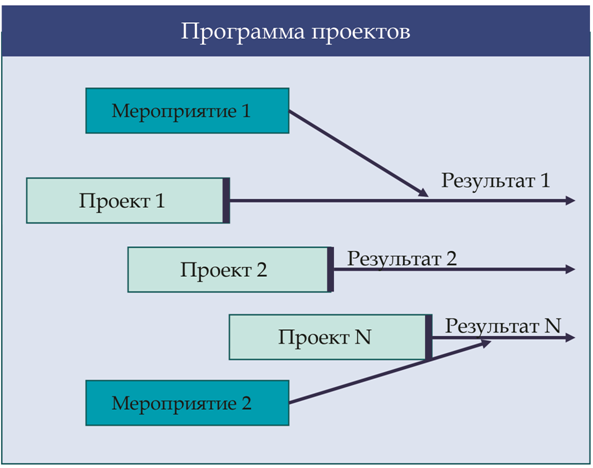 Программа проектов
Мероприятие 1
Результат 1
Проект 1
Результат 2
Проект 2
Результат N
Проект N
Мероприятие 2